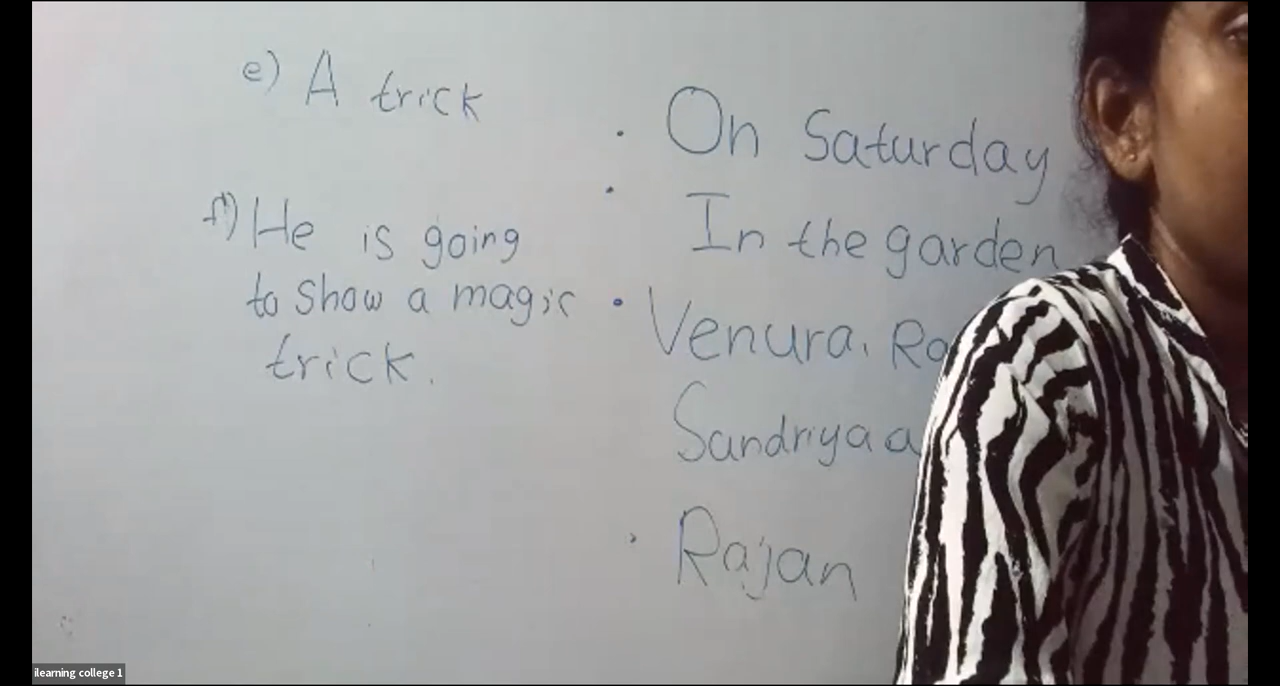 e) A trick
f) He is going
to show a magic
trick.
• On Saturday
• In the garden
• Venura, Ra
Sandriya a
• Rajan
ilearning college 1